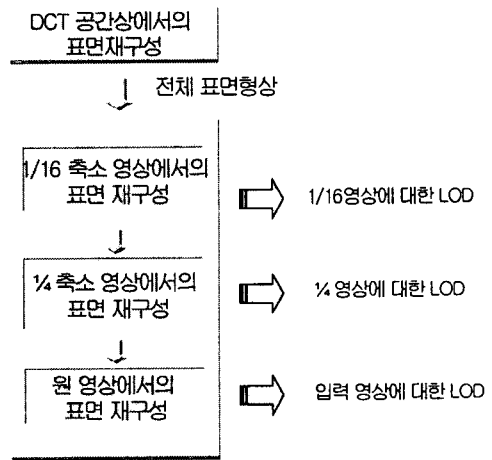 DCT 공간상에서의
표면재구성
전체 표면형상
1/16 축소 영상에서의
표면 재구성
1/16영상에 대한 LOD
¼ 축소 영상에서의
표면 재구성
¼ 영상에 대한 LOD
원 영상에서의
표면 재구성
입력 영상에 대한 LOD